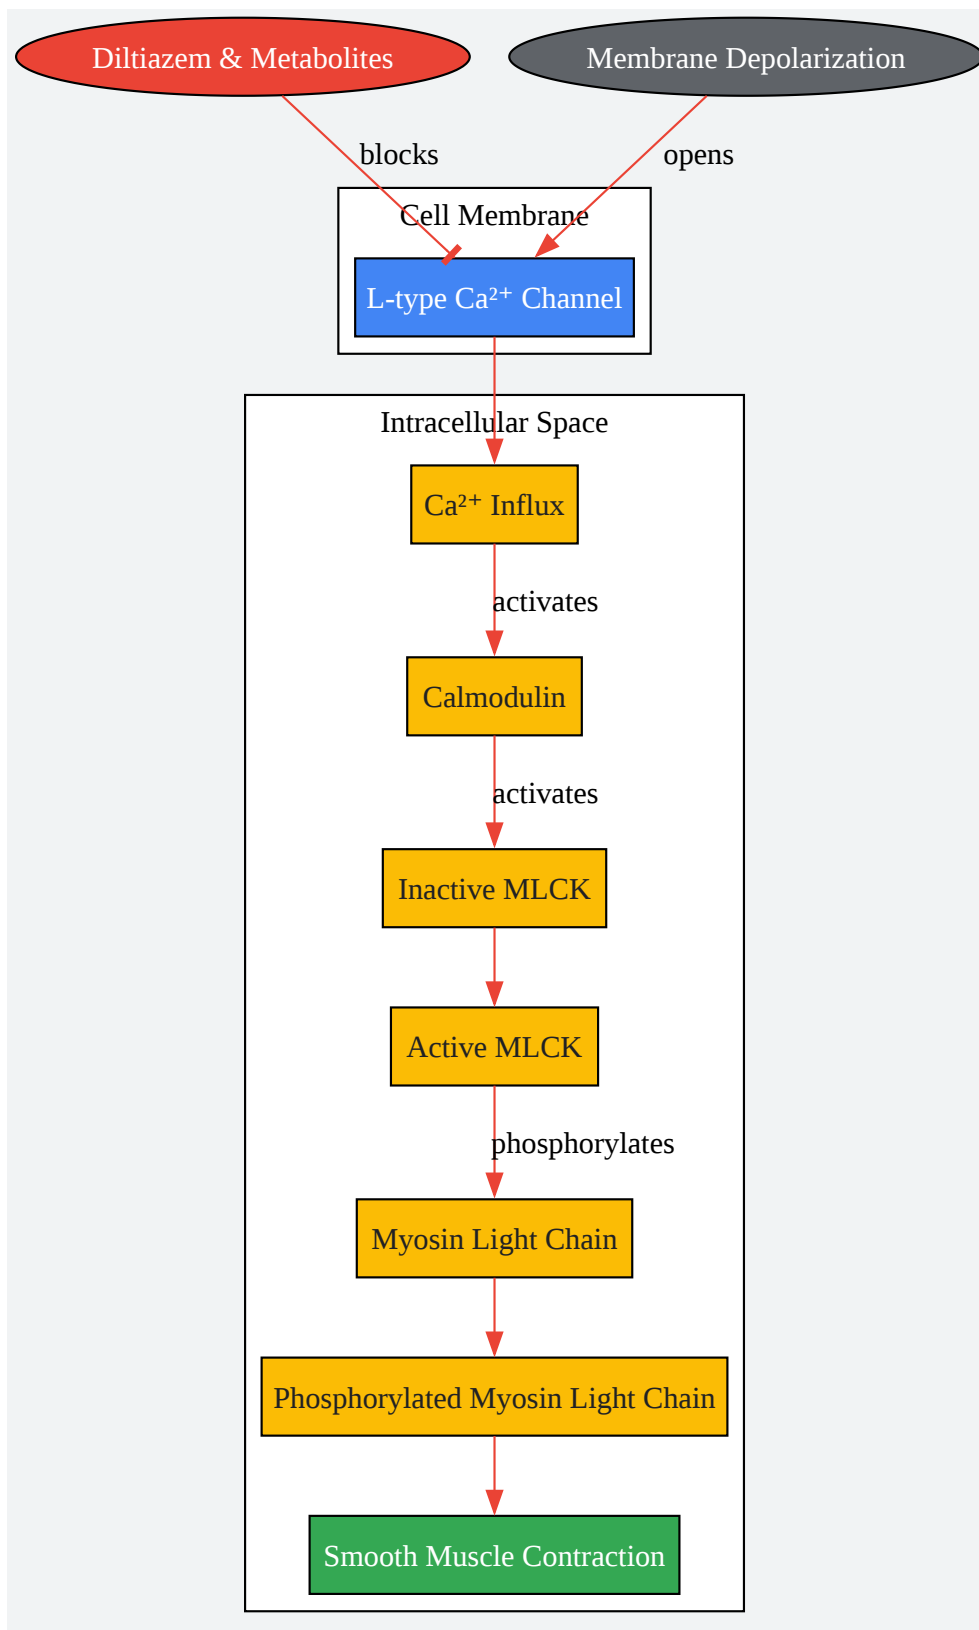 Diltiazem & Metabolites
Membrane Depolarization
blocks
opens
Cell Membrane
L-type Ca²⁺ Channel
Intracellular Space
Ca²⁺ Influx
activates
Calmodulin
activates
Inactive MLCK
Active MLCK
phosphorylates
Myosin Light Chain
Phosphorylated Myosin Light Chain
Smooth Muscle Contraction